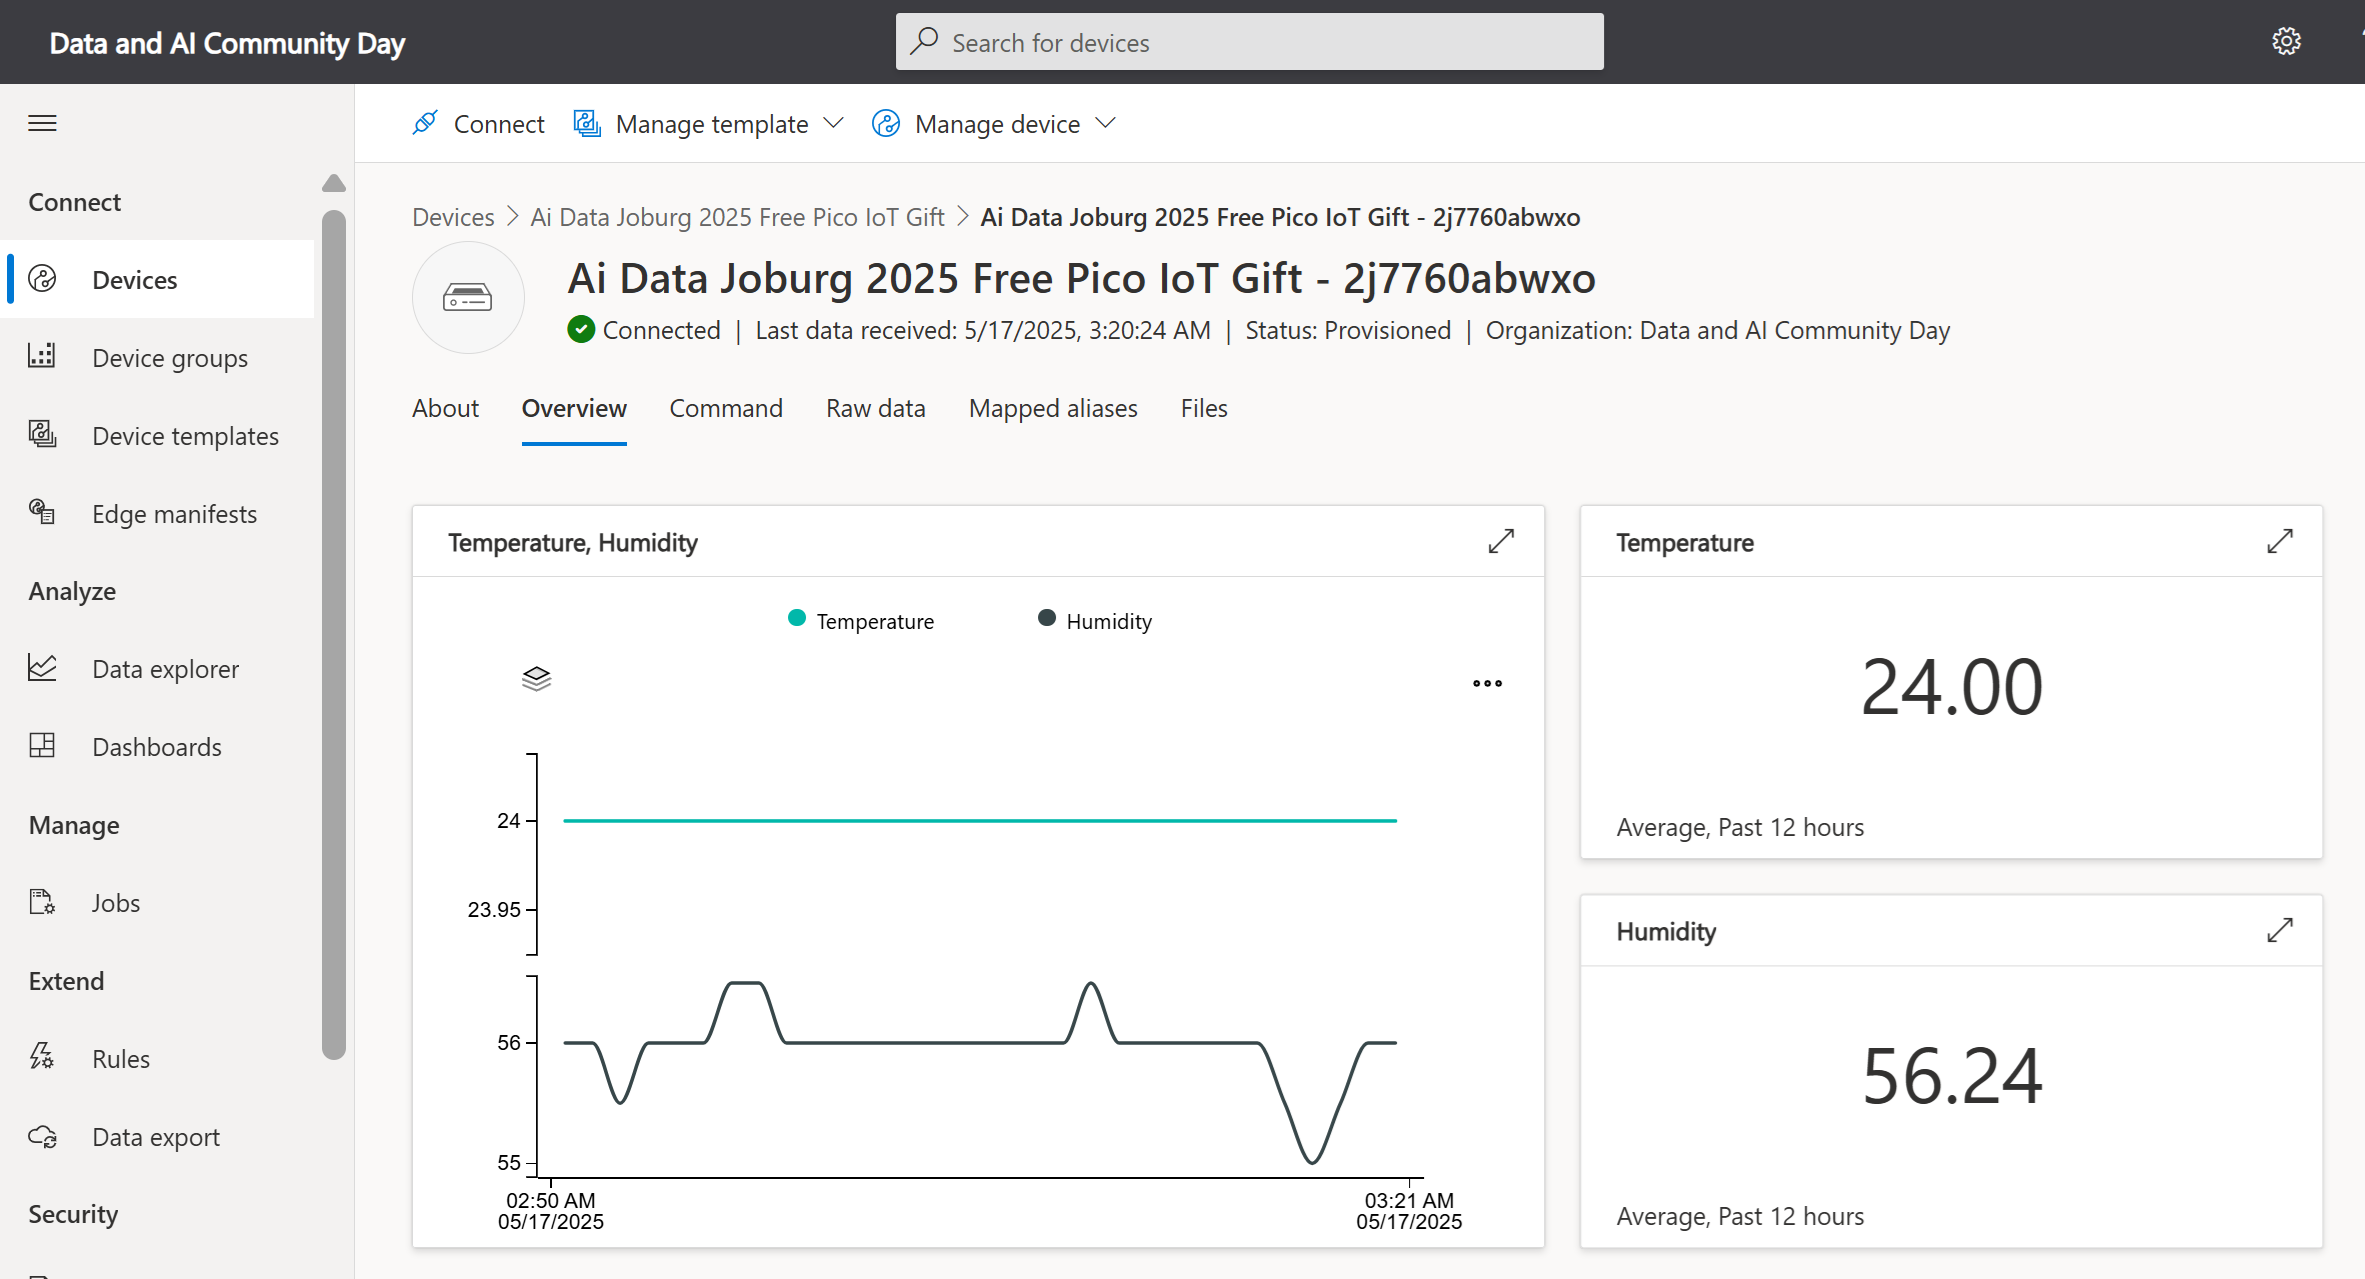 Data and AI Community Day
Search for devices
Connect
Manage template
Manage device
Connect
Devices
Device groups
Device templates
Edge manifests
Analyze
Data explorer
Dashboards
Manage
Jobs
Extend
Rules
Data export
Security
Devices > Ai Data Joburg 2025 Free Pico IoT Gift > Ai Data Joburg 2025 Free Pico IoT Gift - 2j7760abwxo
Ai Data Joburg 2025 Free Pico IoT Gift - 2j7760abwxo
Connected | Last data received: 5/17/2025, 3:20:24 AM | Status: Provisioned | Organization: Data and AI Community Day
About
Overview
Command
Raw data
Mapped aliases
Files
Temperature, Humidity
Temperature
Humidity
24
23.95
56
55
02:50 AM
05/17/2025
03:21 AM
05/17/2025
Temperature
24.00
Average, Past 12 hours
Humidity
56.24
Average, Past 12 hours